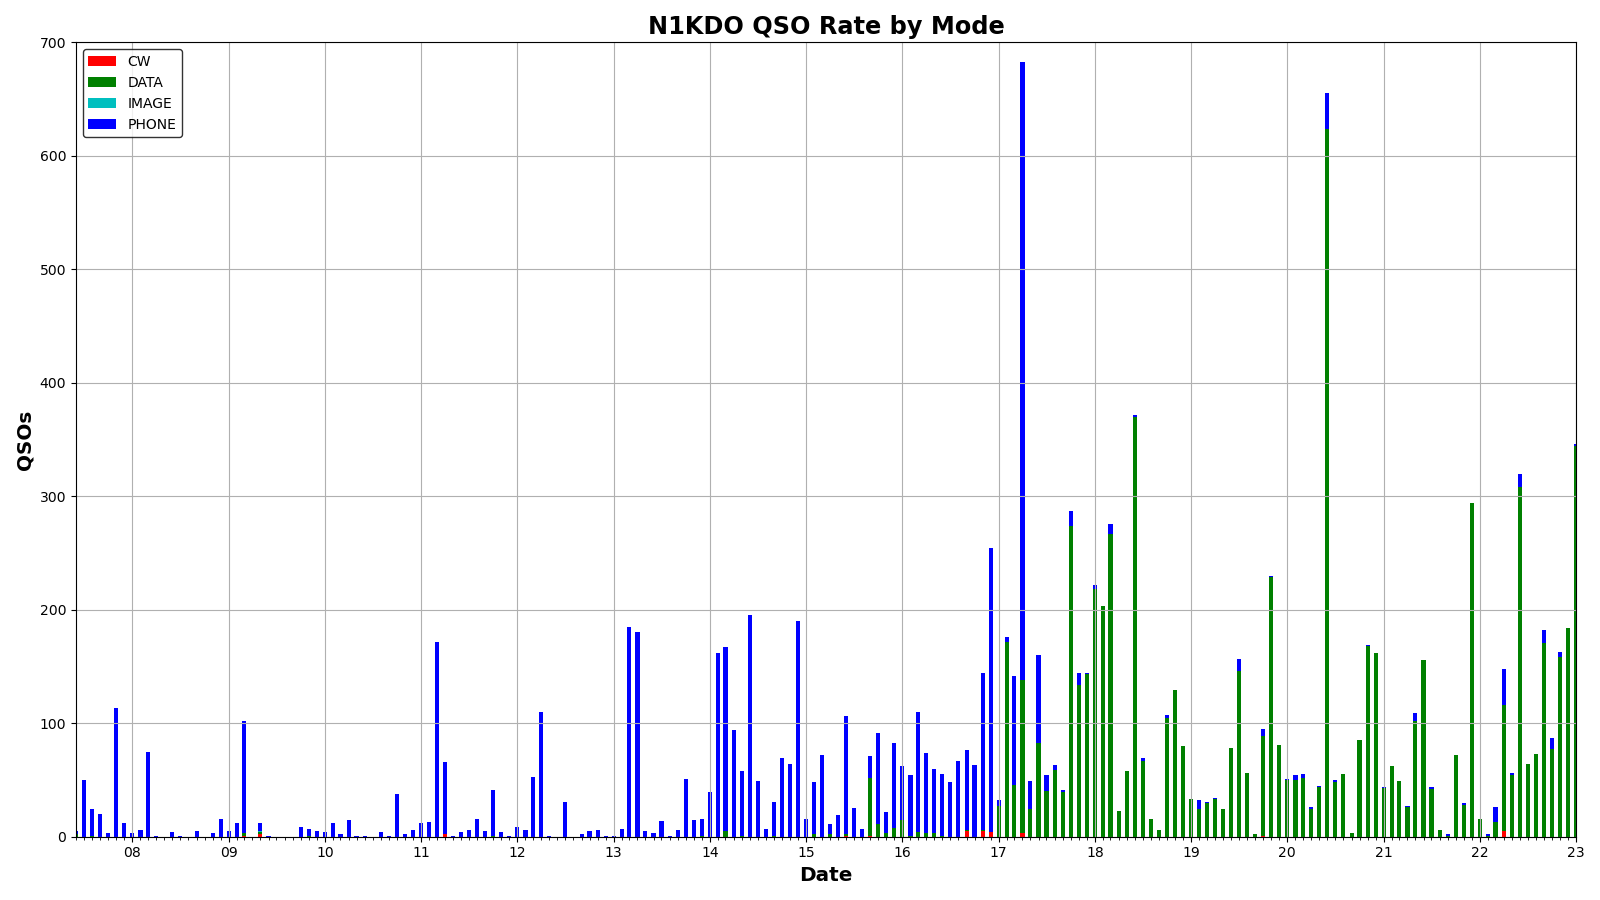 N1KDO QSO Rate by Mode
700
600
500
400
300
200
100
0
QSOs
CW
DATA
IMAGE
PHONE
08 09 10 11 12 13 14 15 16 17 18 19 20 21 22 23
Date